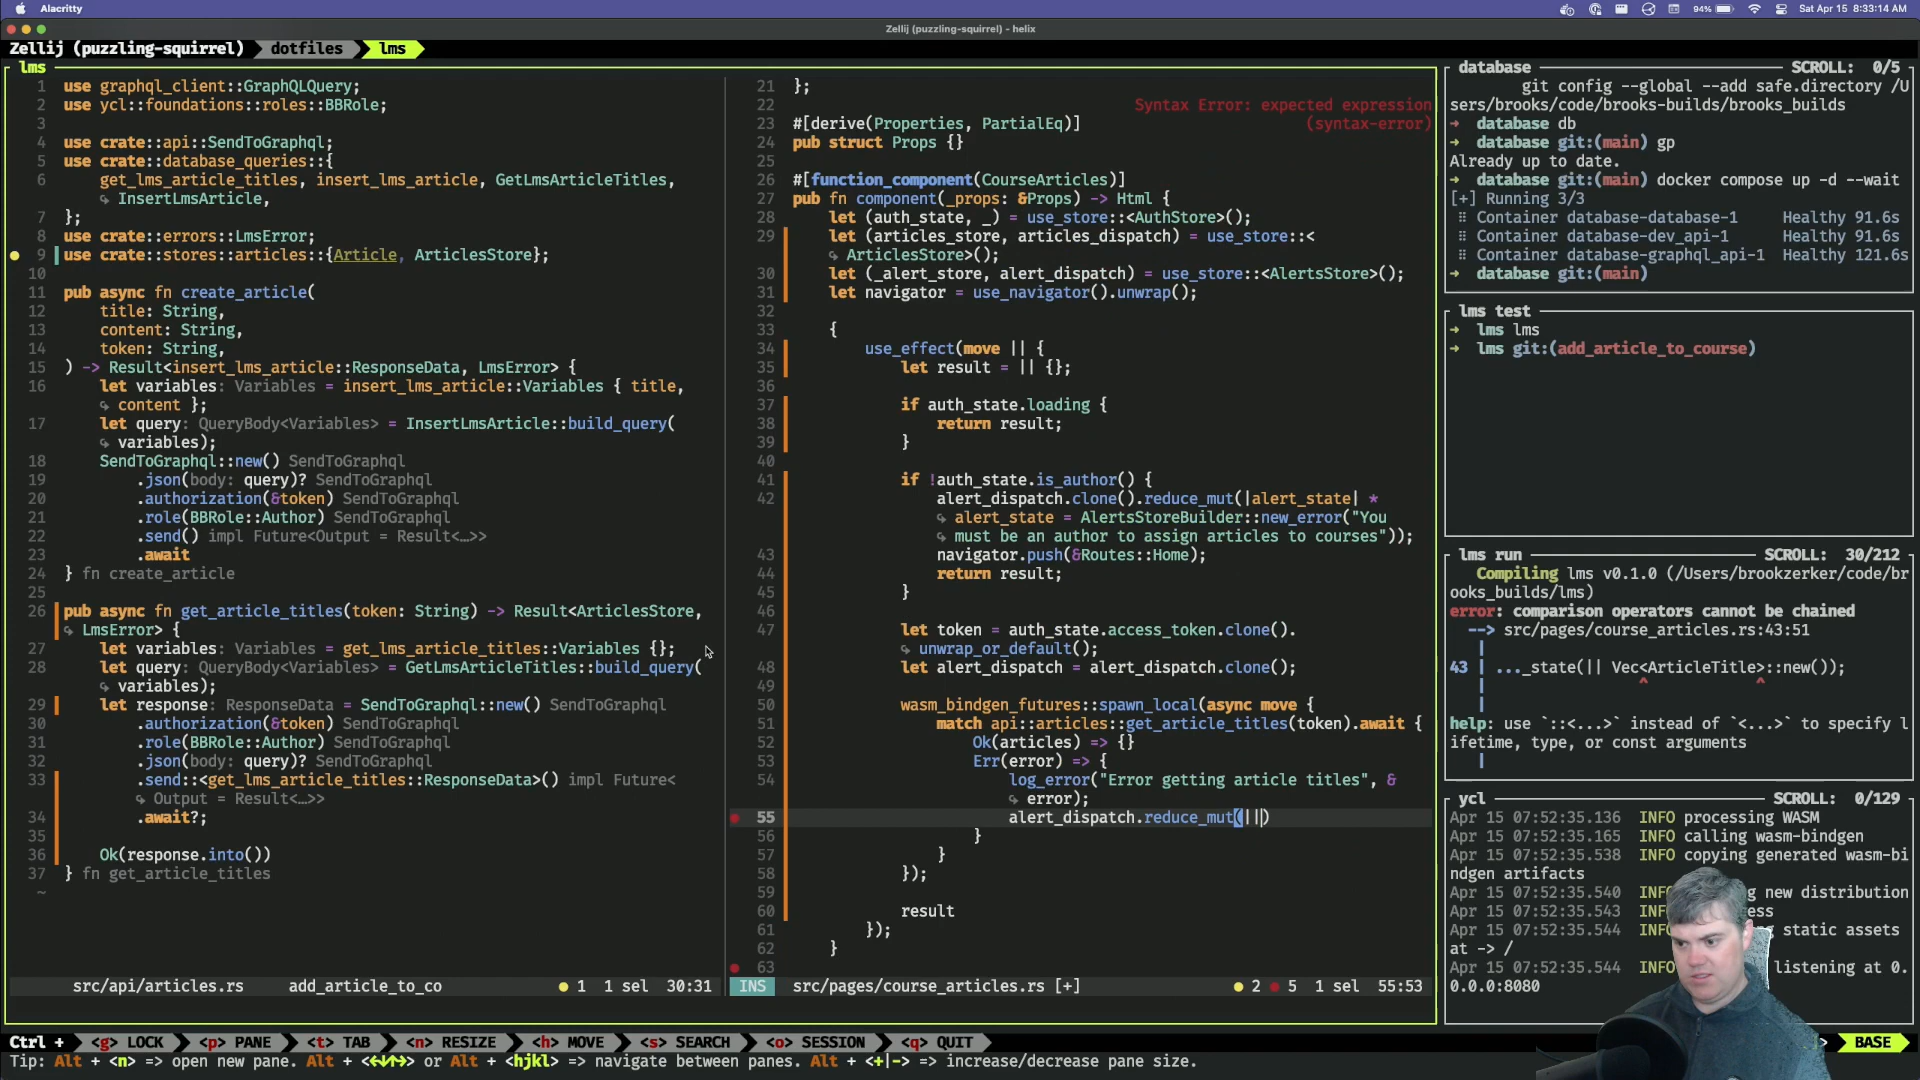 Alacritty
94%
Sat Apr 15 8:33:14 AM
Zellij (puzzling-squirrel) - helix
Zellij (puzzling-squirrel) dotfiles lms
lms
1 use graphql_client::GraphQLQuery;
2 use ycl::foundations::roles::BBRole;
3
4 use crate::api::SendToGraphql;
5 use crate::database_queries::{
6 get_lms_article_titles, insert_lms_article, GetLmsArticleTitles,
↪ InsertLmsArticle,
7 };
8 use crate::errors::LmsError;
9 use crate::stores::articles::{Article, ArticlesStore};
10
11 pub async fn create_article(
12 title: String,
13 content: String,
14 token: String,
15 ) -> Result<insert_lms_article::ResponseData, LmsError> {
16 let variables: Variables = insert_lms_article::Variables { title,
↪ content };
17 let query: QueryBody<Variables> = InsertLmsArticle::build_query(
↪ variables);
18 SendToGraphql::new() SendToGraphql
19 .json(body: query)? SendToGraphql
20 .authorization(&token) SendToGraphql
21 .role(BBRole::Author) SendToGraphql
22 .send() impl Future<Output = Result<…>>
23 .await
24 } fn create_article
25
26 pub async fn get_article_titles(token: String) -> Result<ArticlesStore,
↪ LmsError> {
27 let variables: Variables = get_lms_article_titles::Variables {};
28 let query: QueryBody<Variables> = GetLmsArticleTitles::build_query(
↪ variables);
29 let response: ResponseData = SendToGraphql::new() SendToGraphql
30 .authorization(&token) SendToGraphql
31 .role(BBRole::Author) SendToGraphql
32 .json(body: query)? SendToGraphql
33 .send::<get_lms_article_titles::ResponseData>() impl Future<
↪ Output = Result<…>>
34 .await?;
35
36 Ok(response.into())
37 } fn get_article_titles
~
src/api/articles.rs add_article_to_co ● 1 1 sel 30:31
21 };
22 Syntax Error: expected expression
23 #[derive(Properties, PartialEq)] (syntax-error)
24 pub struct Props {}
25
26 #[function_component(CourseArticles)]
27 pub fn component(_props: &Props) -> Html {
28 let (auth_state, _) = use_store::<AuthStore>();
29 let (articles_store, articles_dispatch) = use_store::<
↪ ArticlesStore>();
30 let (_alert_store, alert_dispatch) = use_store::<AlertsStore>();
31 let navigator = use_navigator().unwrap();
32
33 {
34 use_effect(move || {
35 let result = || {};
36
37 if auth_state.loading {
38 return result;
39 }
40
41 if !auth_state.is_author() {
42 alert_dispatch.clone().reduce_mut(|alert_state| *
↪ alert_state = AlertsStoreBuilder::new_error("You
↪ must be an author to assign articles to courses"));
43 navigator.push(&Routes::Home);
44 return result;
45 }
46
47 let token = auth_state.access_token.clone().
↪ unwrap_or_default();
48 let alert_dispatch = alert_dispatch.clone();
49
50 wasm_bindgen_futures::spawn_local(async move {
51 match api::articles::get_article_titles(token).await {
52 Ok(articles) => {}
53 Err(error) => {
54 log_error("Error getting article titles", &
↪ error);
55 alert_dispatch.reduce_mut(||)
56 }
57 }
58 });
59
60 result
61 });
62 }
63
INS src/pages/course_articles.rs [+] ● 2 ● 5 1 sel 55:53
database SCROLL: 0/5
git config --global --add safe.directory /U
sers/brooks/code/brooks-builds/brooks_builds
→ database db
→ database git:(main) gp
Already up to date.
→ database git:(main) docker compose up -d --wait
[+] Running 3/3
⠿ Container database-database-1 Healthy 91.6s
⠿ Container database-dev_api-1 Healthy 91.6s
⠿ Container database-graphql_api-1 Healthy 121.6s
→ database git:(main)
lms test
→ lms lms
→ lms git:(add_article_to_course)
lms run SCROLL: 30/212
Compiling lms v0.1.0 (/Users/brookzerker/code/br
ooks_builds/lms)
error: comparison operators cannot be chained
--> src/pages/course_articles.rs:43:51
|
43 | ..._state(|| Vec<ArticleTitle>::new());
| ^ ^
|
help: use `::<...>` instead of `<...>` to specify l
ifetime, type, or const arguments
|
ycl SCROLL: 0/129
Apr 15 07:52:35.136 INFO processing WASM
Apr 15 07:52:35.165 INFO calling wasm-bindgen
Apr 15 07:52:35.538 INFO copying generated wasm-bi
ndgen artifacts
Apr 15 07:52:35.540 INFO new distribution
Apr 15 07:52:35.543 INFO
Apr 15 07:52:35.544 INFO static assets
at -> /
Apr 15 07:52:35.544 INFO listening at 0.
0.0.0:8080
Ctrl + <g> LOCK <p> PANE <t> TAB <n> RESIZE <h> MOVE <s> SEARCH <o> SESSION <q> QUIT BASE
Tip: Alt + <n> => open new pane. Alt + <←↓↑→> or Alt + <hjkl> => navigate between panes. Alt + <+|-> => increase/decrease pane size.